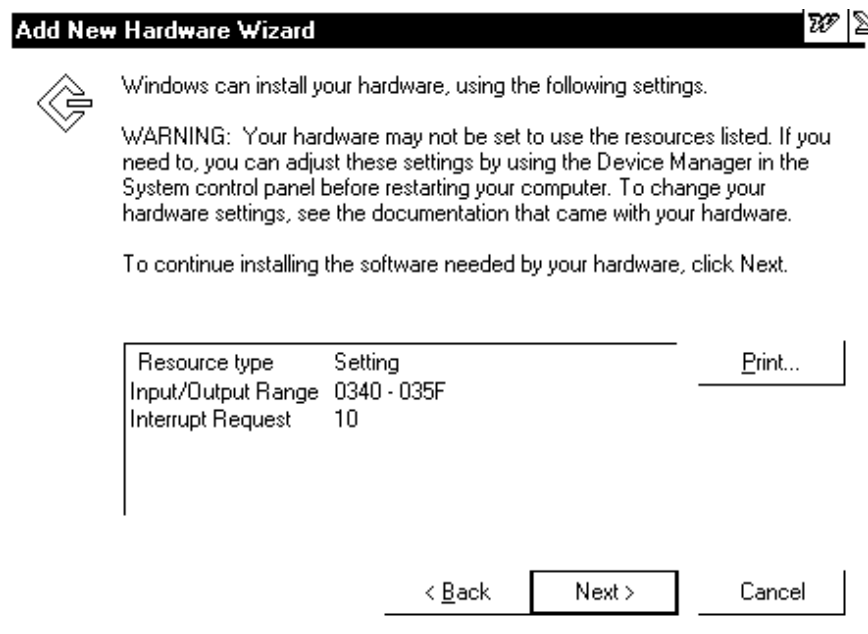 Add New Hardware Wizard
Windows can install your hardware, using the following settings.
WARNING:  Your hardware may not be set to use the resources listed. If you
need to, you can adjust these settings by using the Device Manager in the
System control panel before restarting your computer. To change your
hardware settings, see the documentation that came with your hardware.
To continue installing the software needed by your hardware, click Next.
Resource type Setting
Input/Output Range 0340 - 035F
Interrupt Request 10
Print...
< Back Next > Cancel